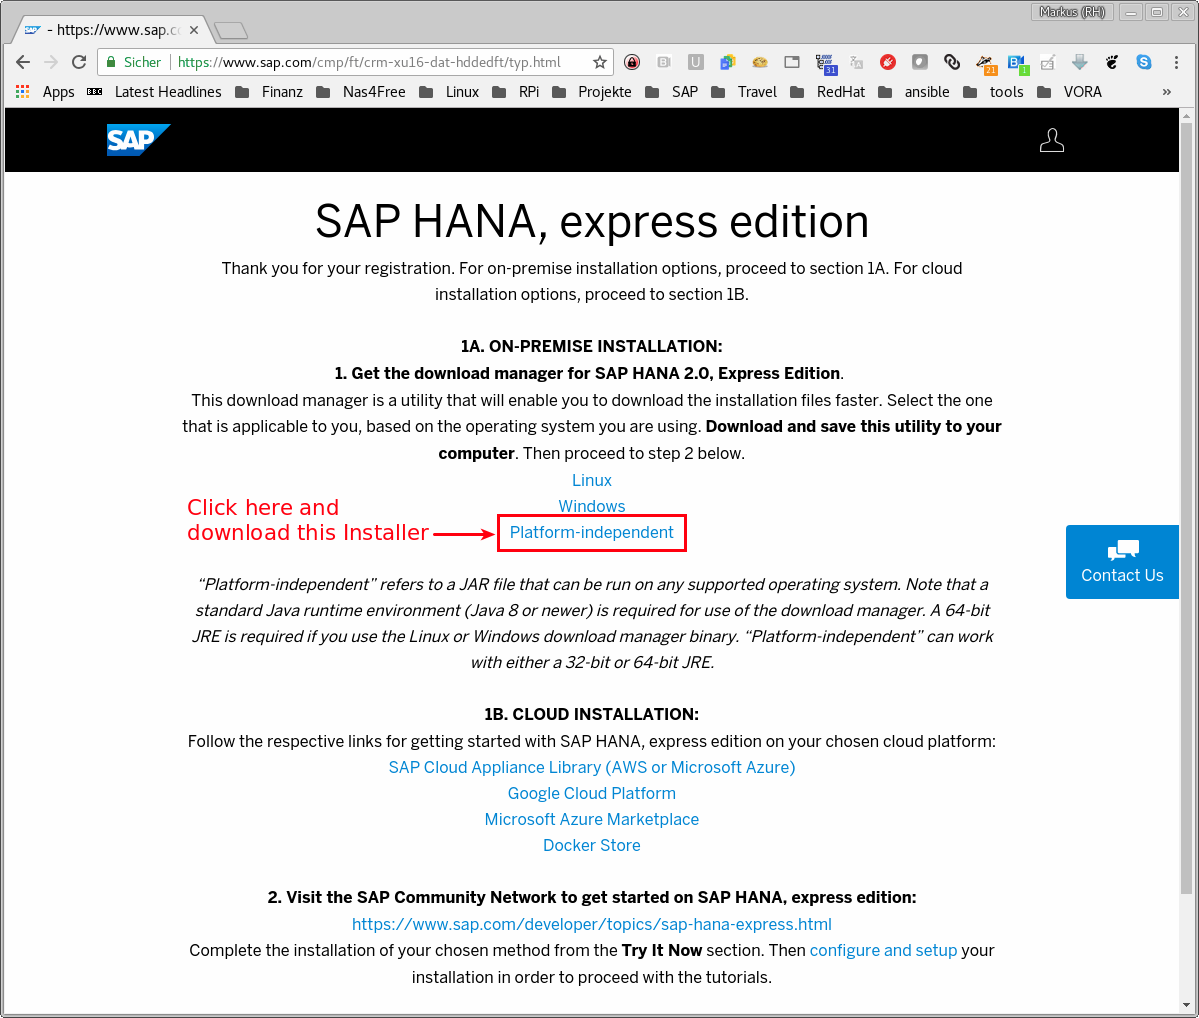 Markus (RH)
- https://www.sap.c
Sicher https://www.sap.com/cmp/ft/crm-xu16-dat-hddedft/typ.html
31 21 1
Apps BBC Latest Headlines Finanz Nas4Free Linux RPi Projekte SAP Travel RedHat ansible tools VORA »
SAP
SAP HANA, express edition
Thank you for your registration. For on-premise installation options, proceed to section 1A. For cloud
installation options, proceed to section 1B.
1A. ON-PREMISE INSTALLATION:
1. Get the download manager for SAP HANA 2.0, Express Edition.
This download manager is a utility that will enable you to download the installation files faster. Select the one
that is applicable to you, based on the operating system you are using. Download and save this utility to your
computer. Then proceed to step 2 below.
Linux
Windows
Click here and
download this Installer
Platform-independent
Contact Us
“Platform-independent” refers to a JAR file that can be run on any supported operating system. Note that a
standard Java runtime environment (Java 8 or newer) is required for use of the download manager. A 64-bit
JRE is required if you use the Linux or Windows download manager binary. “Platform-independent” can work
with either a 32-bit or 64-bit JRE.
1B. CLOUD INSTALLATION:
Follow the respective links for getting started with SAP HANA, express edition on your chosen cloud platform:
SAP Cloud Appliance Library (AWS or Microsoft Azure)
Google Cloud Platform
Microsoft Azure Marketplace
Docker Store
2. Visit the SAP Community Network to get started on SAP HANA, express edition:
https://www.sap.com/developer/topics/sap-hana-express.html
Complete the installation of your chosen method from the Try It Now section. Then configure and setup your
installation in order to proceed with the tutorials.